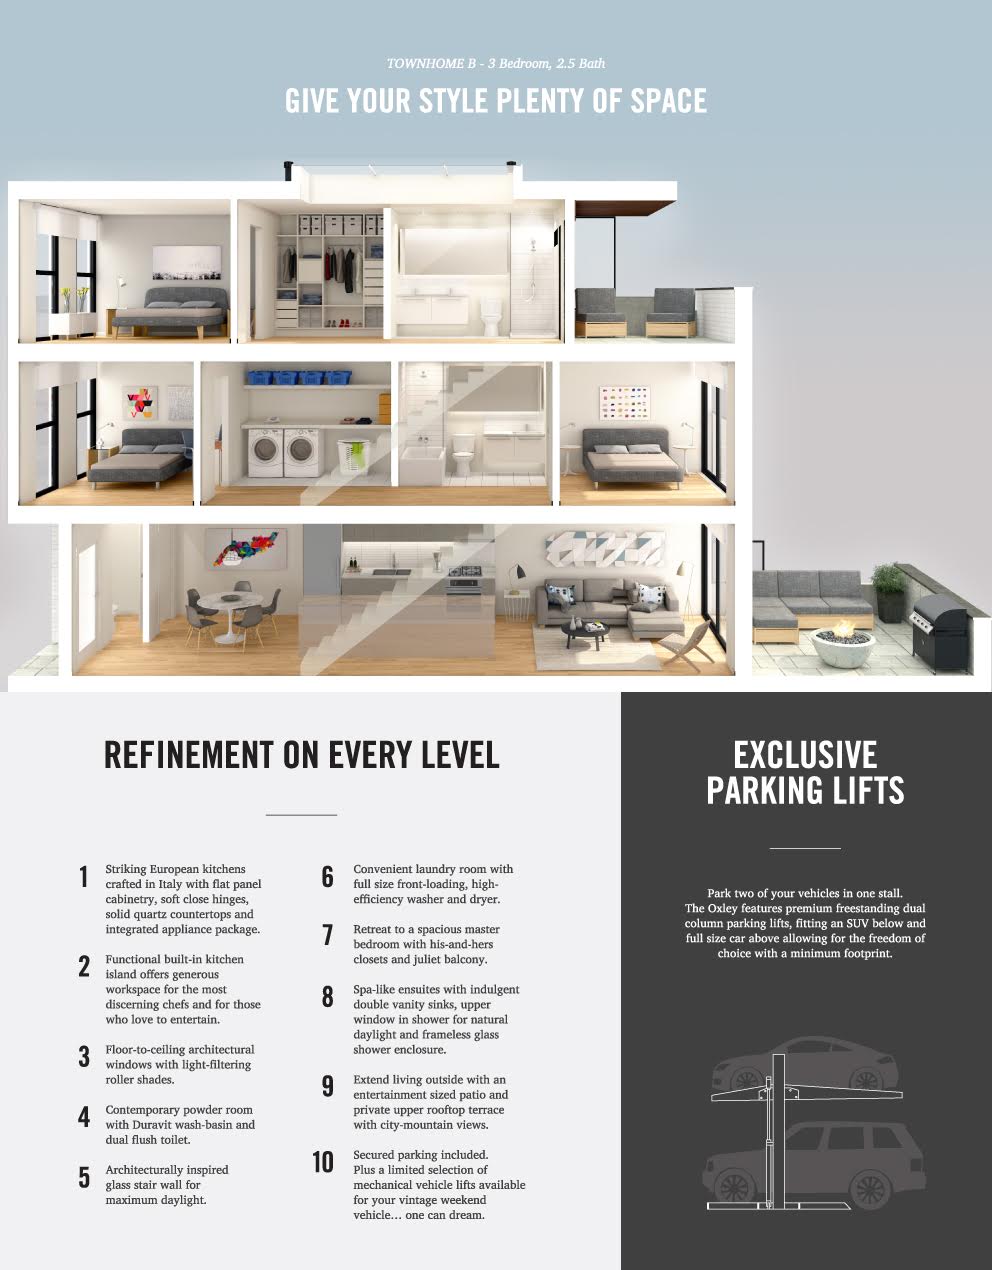 TOWNHOME B - 3 Bedroom, 2.5 Bath
GIVE YOUR STYLE PLENTY OF SPACE
REFINEMENT ON EVERY LEVEL
1
Striking European kitchens
crafted in Italy with flat panel
cabinetry, soft close hinges,
solid quartz countertops and
integrated appliance package.
2
Functional built-in kitchen
island offers generous
workspace for the most
discerning chefs and for those
who love to entertain.
3
Floor-to-ceiling architectural
windows with light-filtering
roller shades.
4
Contemporary powder room
with Duravit wash-basin and
dual flush toilet.
5
Architecturally inspired
glass stair wall for
maximum daylight.
6
Convenient laundry room with
full size front-loading, high-
efficiency washer and dryer.
7
Retreat to a spacious master
bedroom with his-and-hers
closets and juliet balcony.
8
Spa-like ensuites with indulgent
double vanity sinks, upper
window in shower for natural
daylight and frameless glass
shower enclosure.
9
Extend living outside with an
entertainment sized patio and
private upper rooftop terrace
with city-mountain views.
10
Secured parking included.
Plus a limited selection of
mechanical vehicle lifts available
for your vintage weekend
vehicle... one can dream.
EXCLUSIVE
PARKING LIFTS
Park two of your vehicles in one stall.
The Oxley features premium freestanding dual
column parking lifts, fitting an SUV below and
full size car above allowing for the freedom of
choice with a minimum footprint.